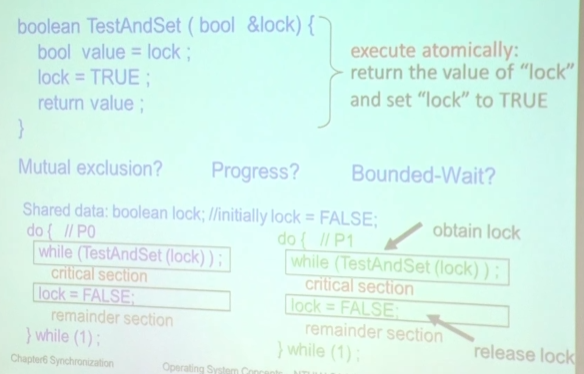 boolean TestAndSet ( bool &lock) {
bool value = lock ;
lock = TRUE ;
return value ;
}
execute atomically:
return the value of “lock”
and set “lock” to TRUE
Mutual exclusion? Progress? Bounded-Wait?
Shared data: boolean lock; //initially lock = FALSE;
do { // P0
while (TestAndSet (lock) ) ;
critical section
lock = FALSE;
remainder section
} while (1) ;
do { // P1
while (TestAndSet (lock) ) ;
critical section
lock = FALSE;
remainder section
} while (1) ;
obtain lock
release lock
Chapter6 Synchronization
Operating System Concepts –